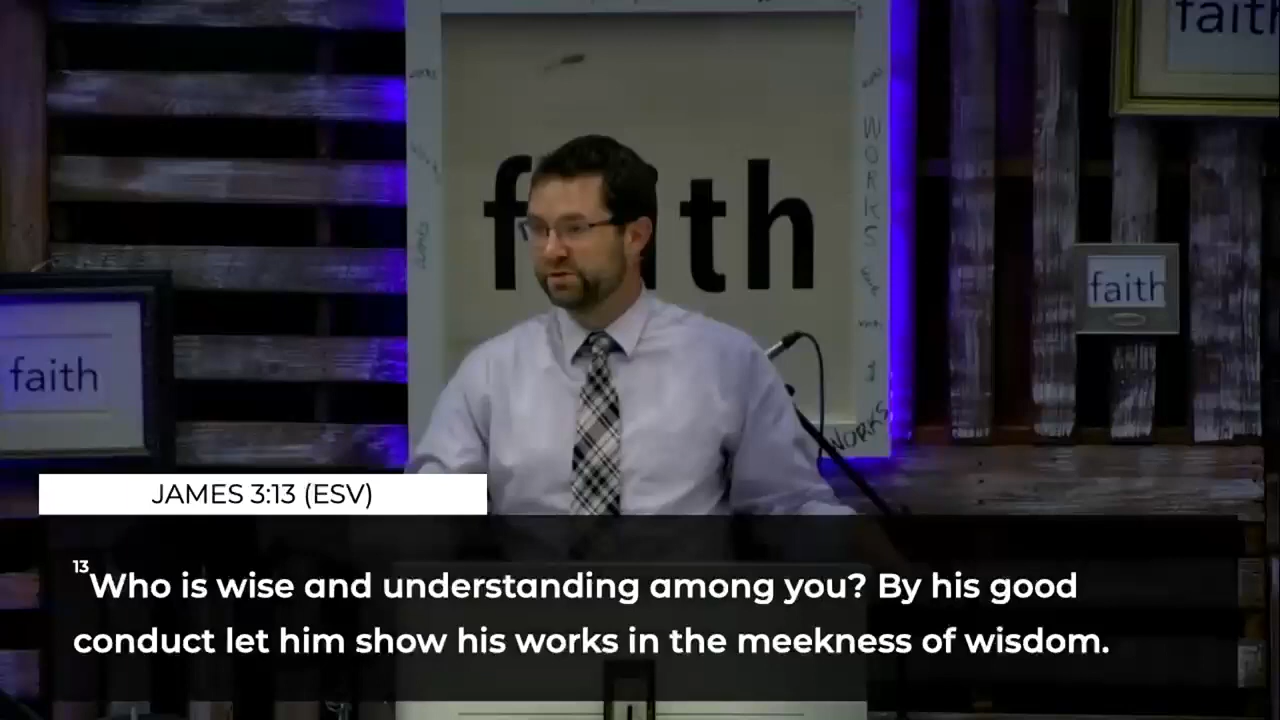 faith
faith
WORKS
faith
faith
WORKS
JAMES 3:13 (ESV)
13Who is wise and understanding among you? By his good
conduct let him show his works in the meekness of wisdom.